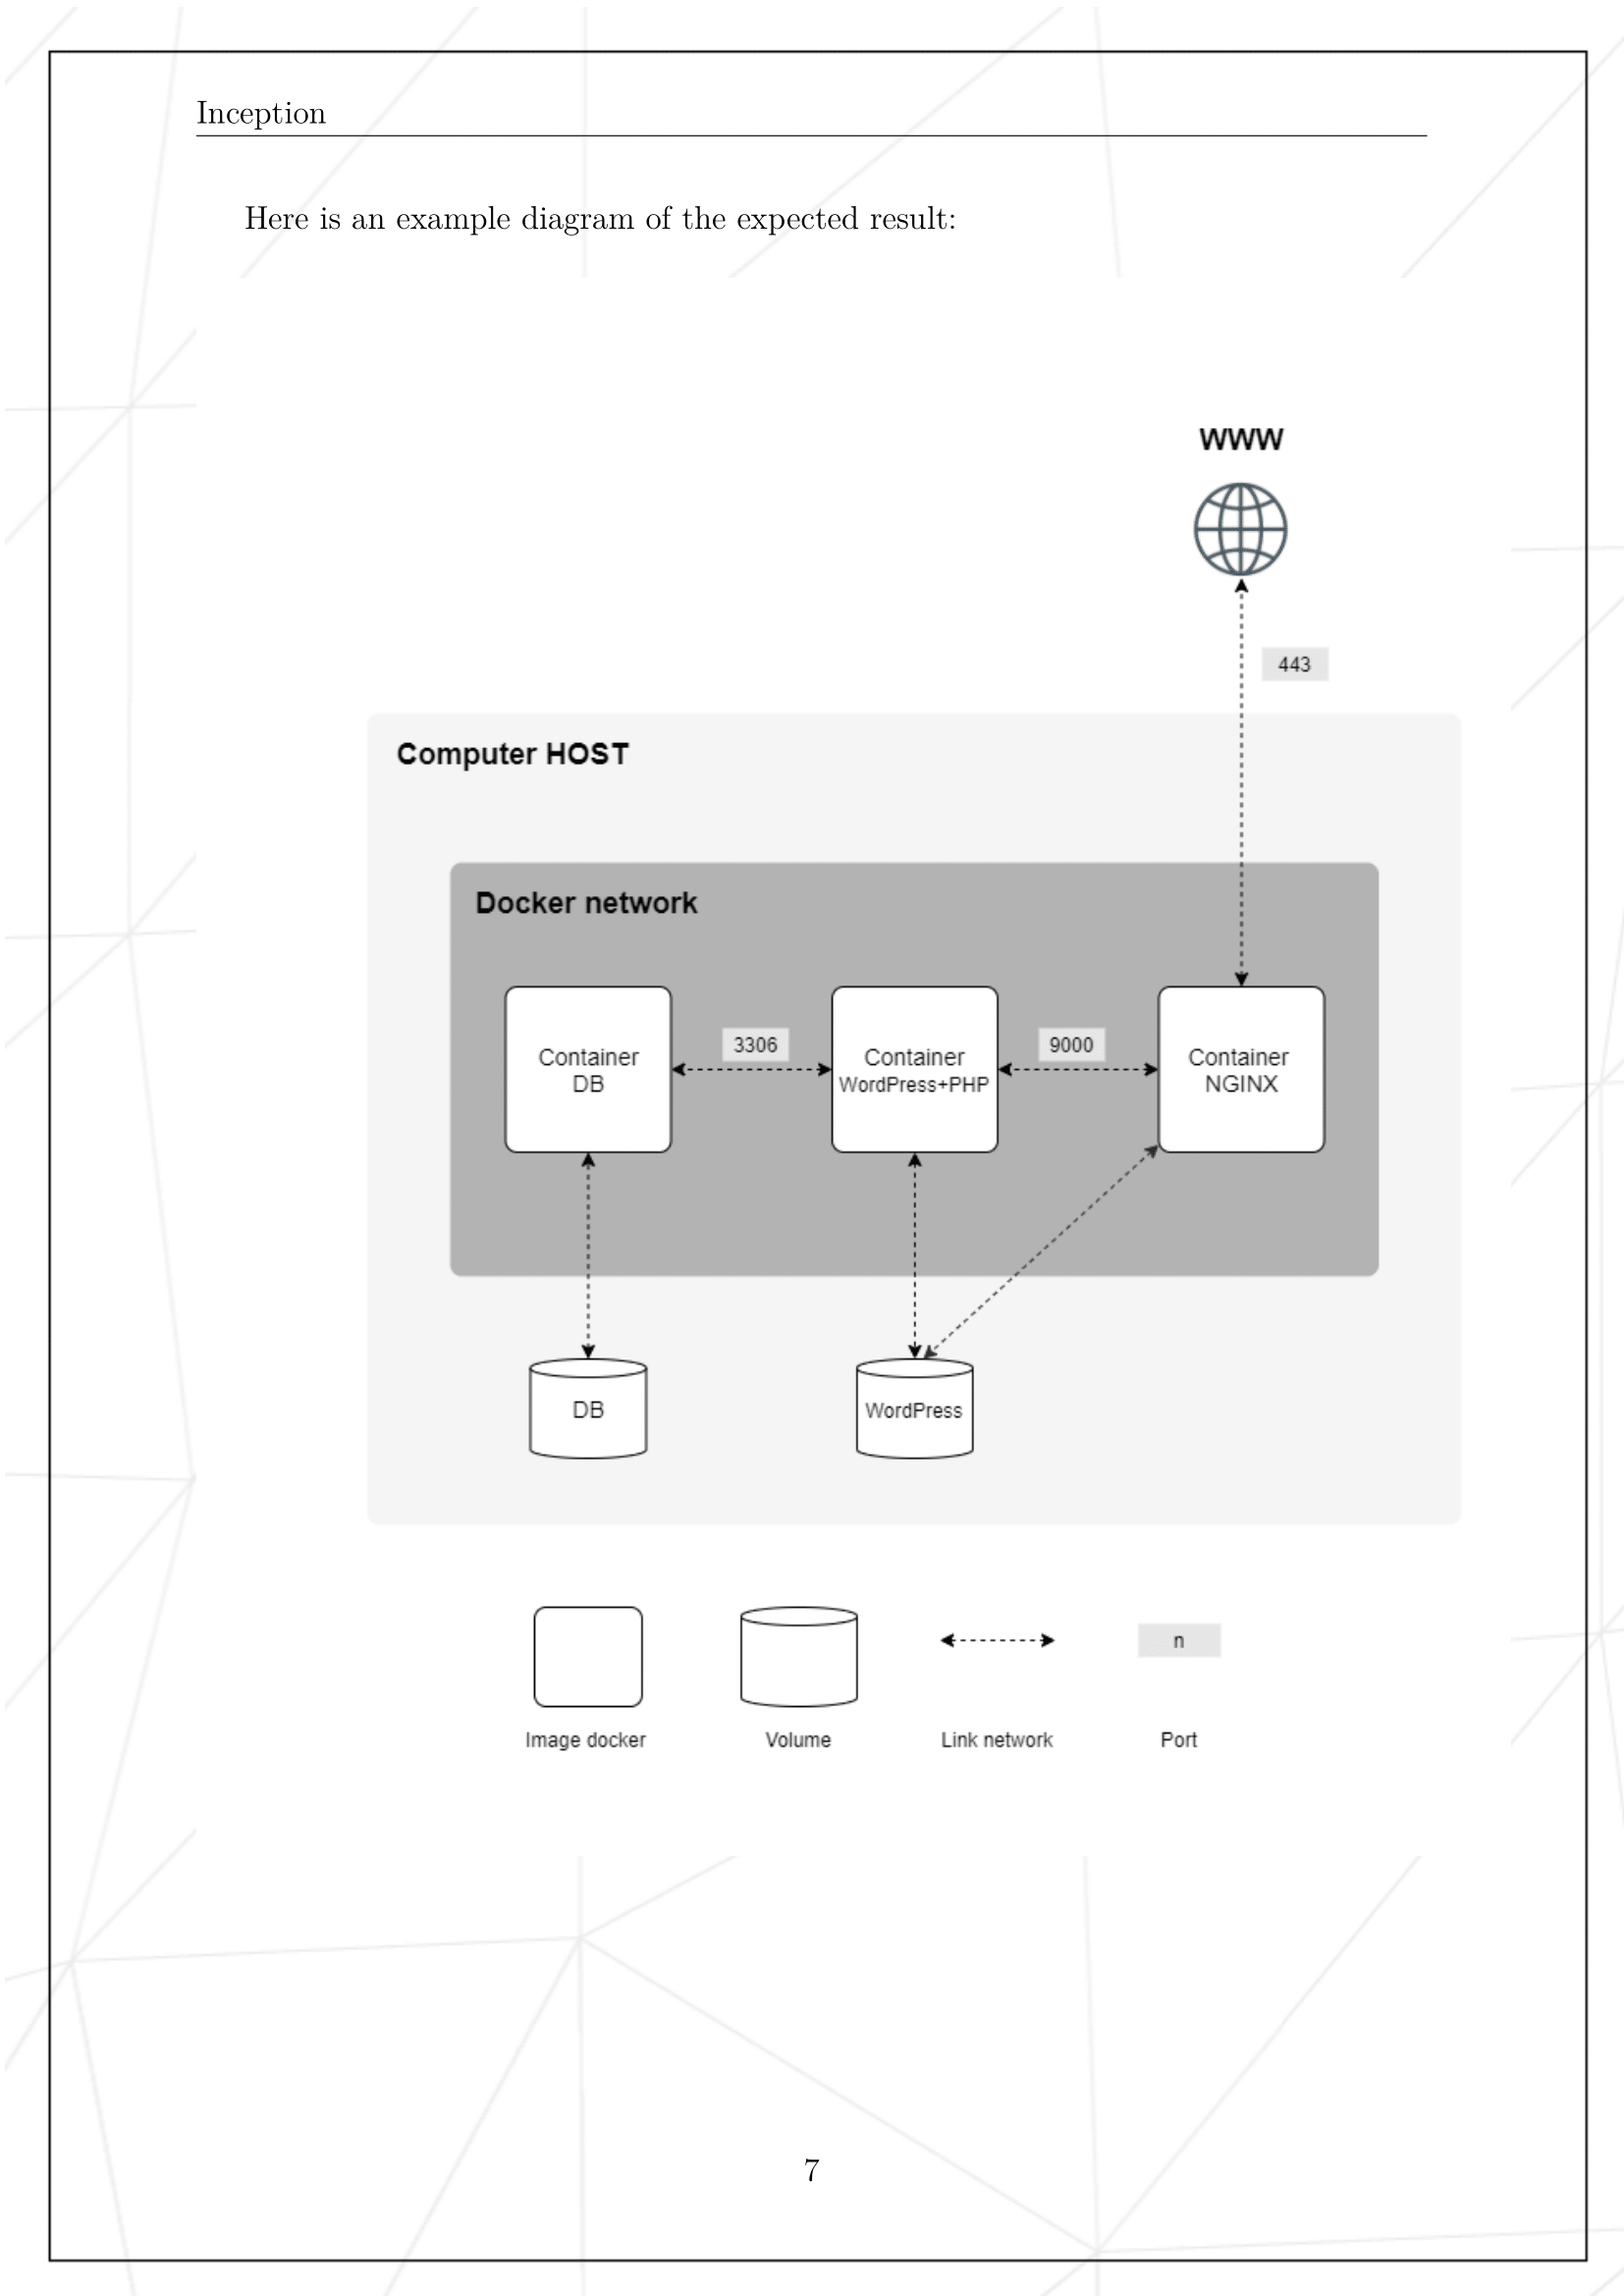 Inception
Here is an example diagram of the expected result:
WWW
443
Computer HOST
Docker network
Container
DB
3306
Container
WordPress+PHP
9000
Container
NGINX
DB
WordPress
n
Image docker
Volume
Link network
Port
7